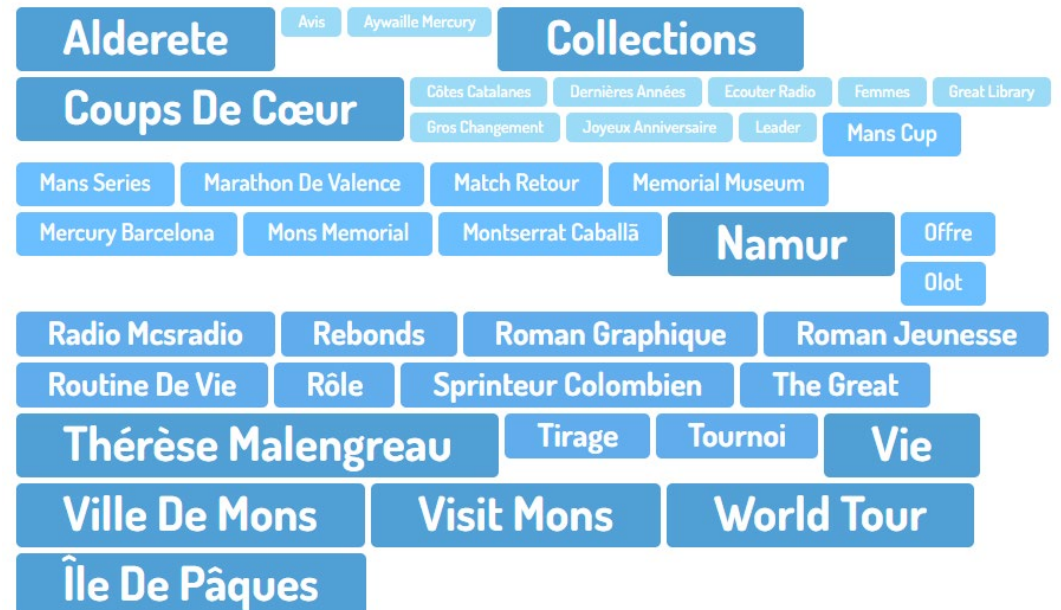 Alderete Avis Aywaille Mercury Collections
Coups De Cœur Côtes Catalanes Dernières Années Ecouter Radio Femmes Great Library
Gros Changement Joyeux Anniversaire Leader Mans Cup
Mans Series Marathon De Valence Match Retour Memorial Museum
Mercury Barcelona Mons Memorial Montserrat Caballã Namur Offre
Olot
Radio Mcsradio Rebonds Roman Graphique Roman Jeunesse
Routine De Vie Rôle Sprinteur Colombien The Great
Thérèse Malengreau Tirage Tournoi Vie
Ville De Mons Visit Mons World Tour
Île De Pâques